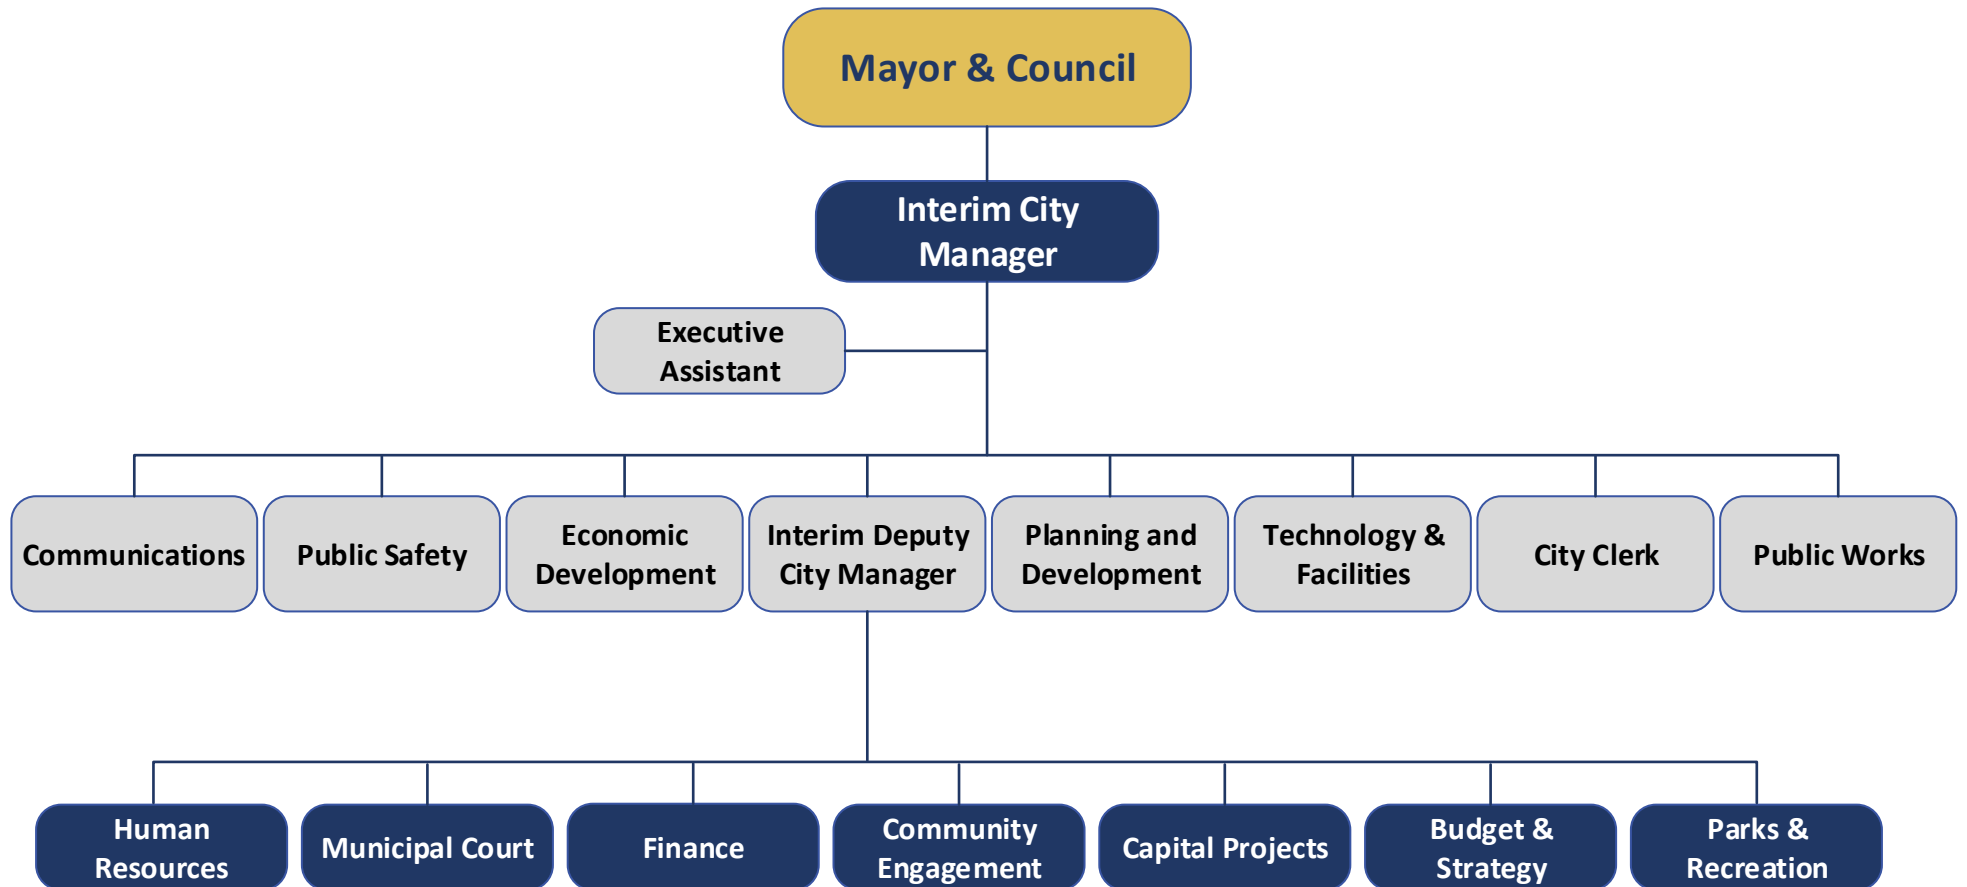 Mayor & Council
Interim City
Manager
Executive
Assistant
Communications
Public Safety
Economic
Development
Interim Deputy
City Manager
Planning and
Development
Technology &
Facilities
City Clerk
Public Works
Human
Resources
Municipal Court
Finance
Community
Engagement
Capital Projects
Budget &
Strategy
Parks &
Recreation